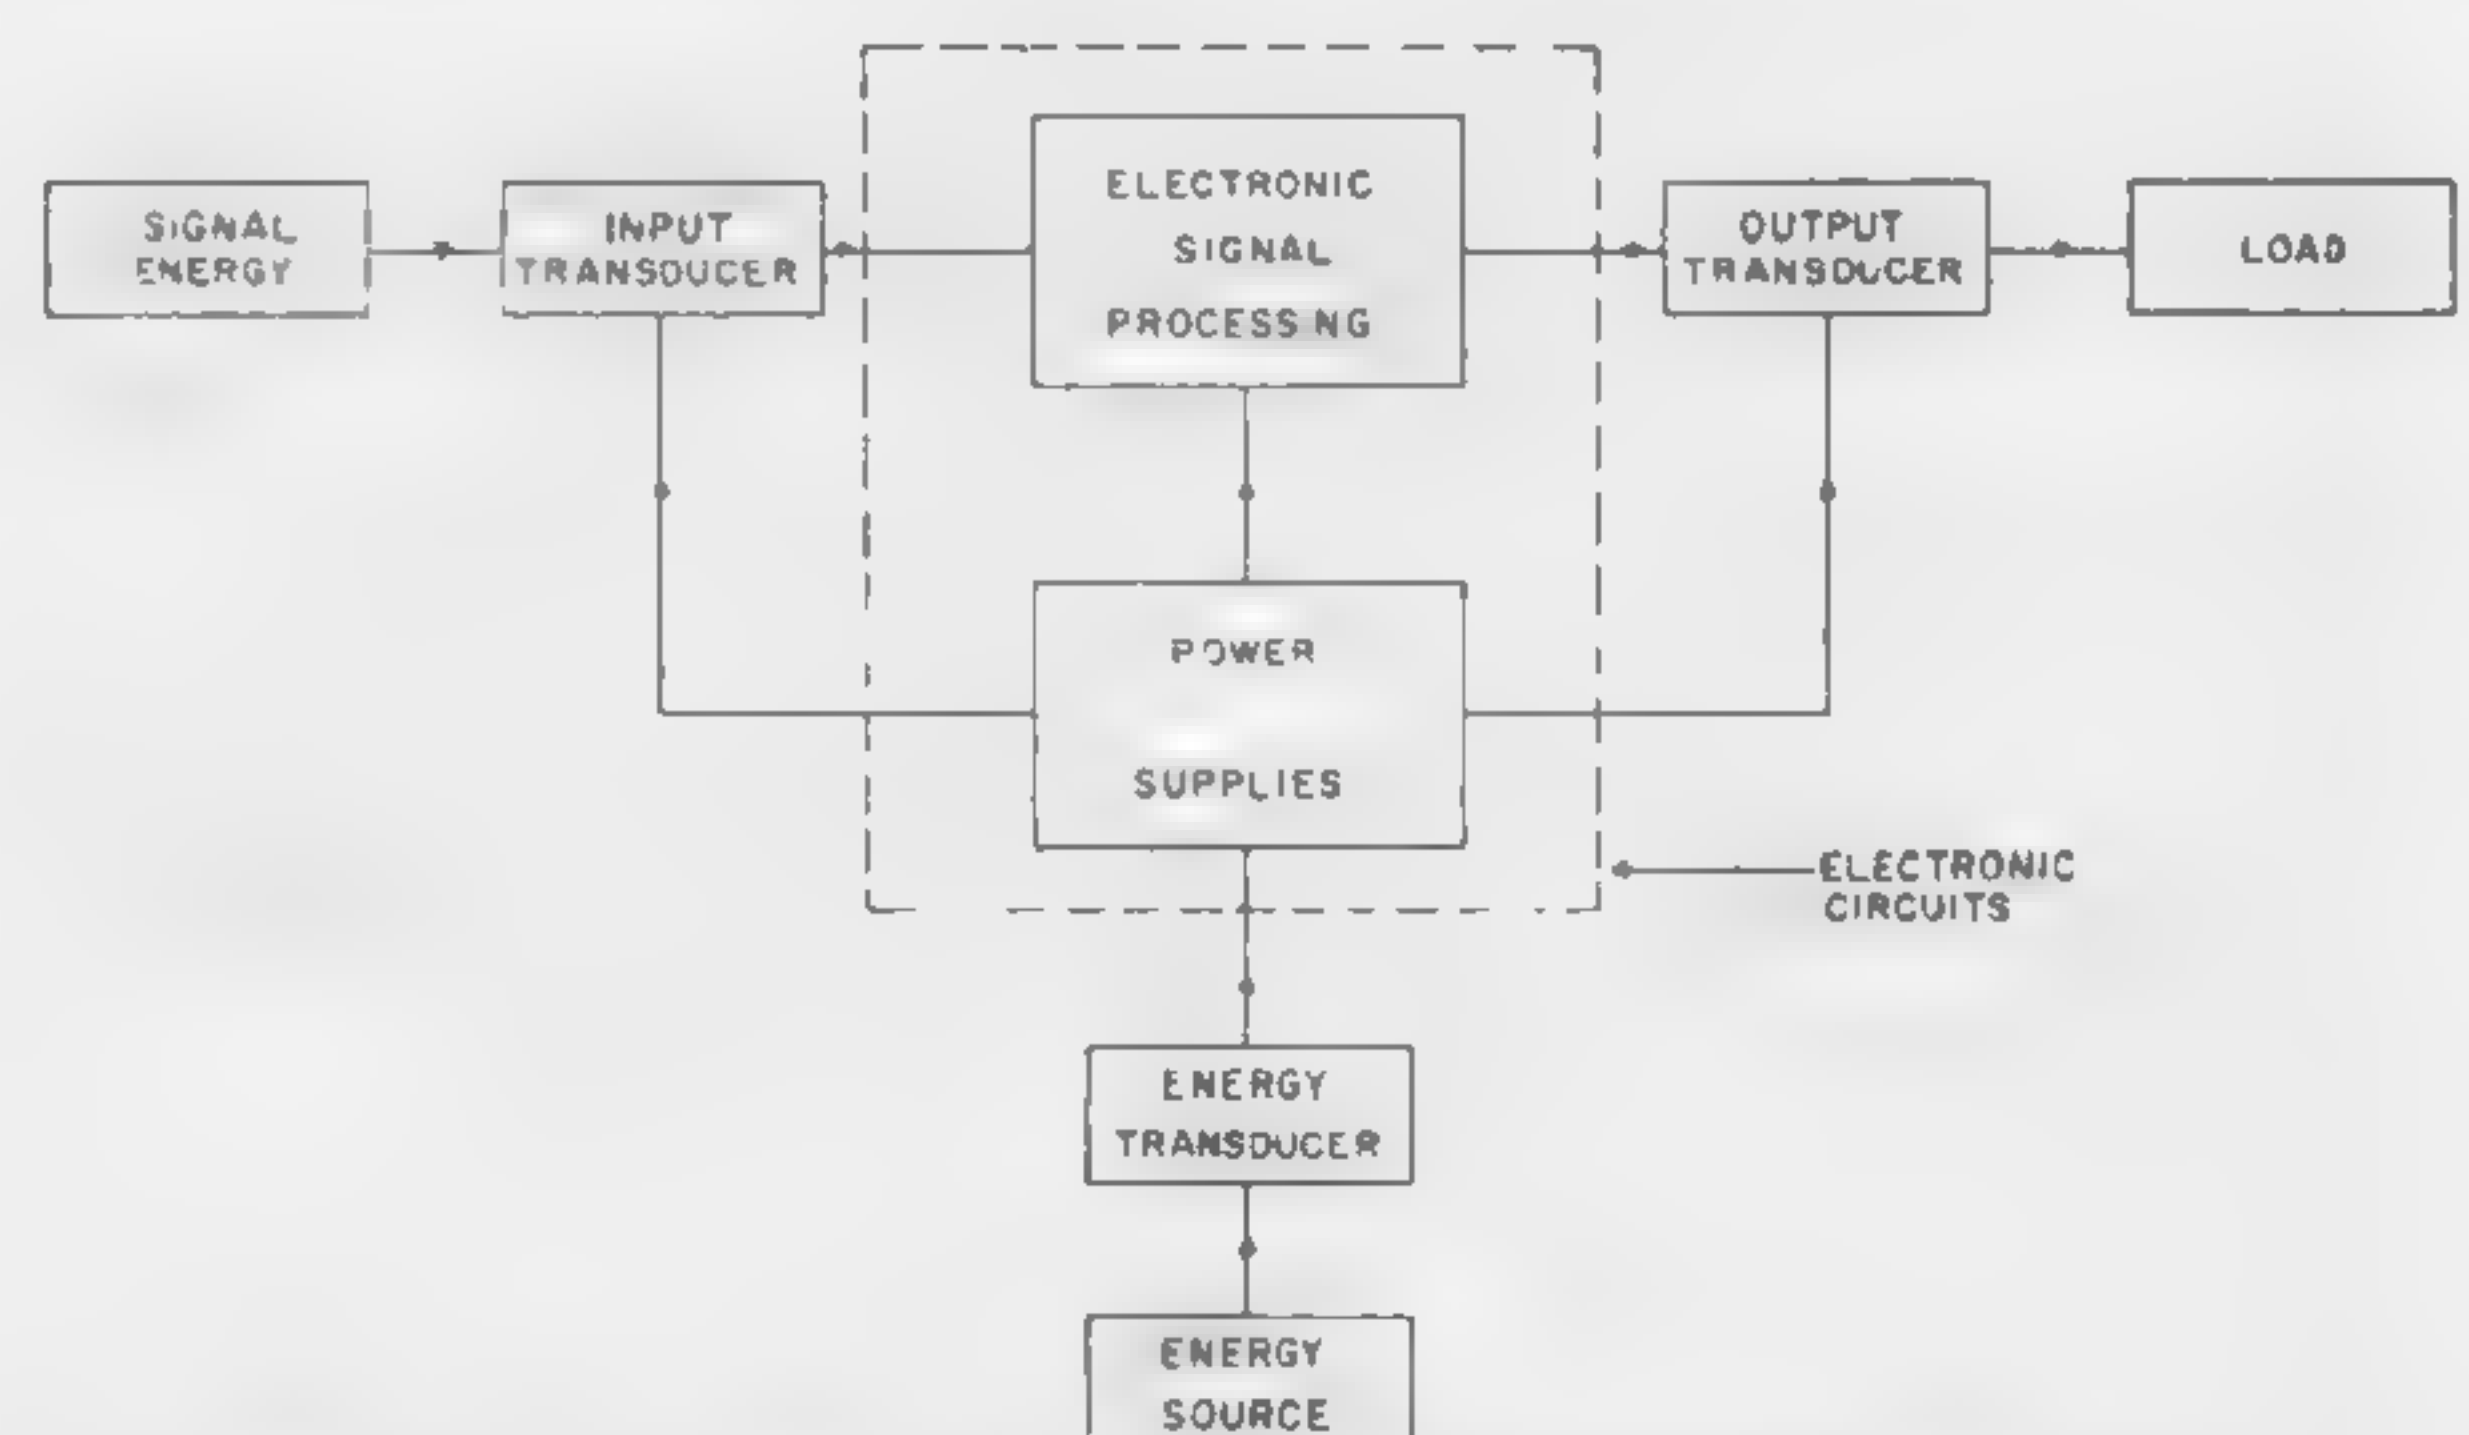 SIGNAL
ENERGY
INPUT
TRANSDUCER
ELECTRONIC
SIGNAL
PROCESSING
OUTPUT
TRANSDUCER
LOAD
POWER
SUPPLIES
ELECTRONIC
CIRCUITS
ENERGY
TRANSDUCER
ENERGY
SOURCE